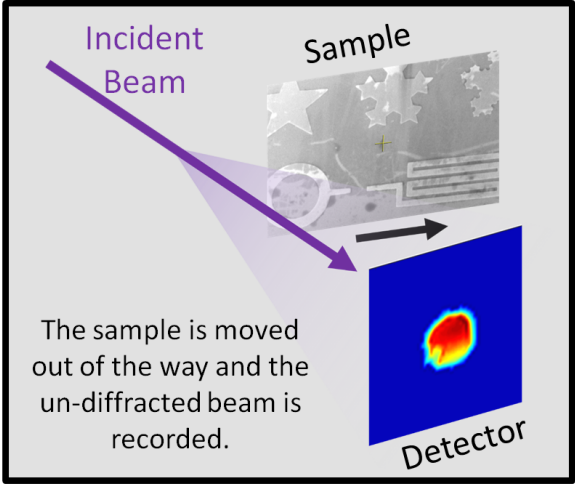 Incident
Beam
Sample
The sample is moved
out of the way and the
un-diffracted beam is
recorded.
Detector